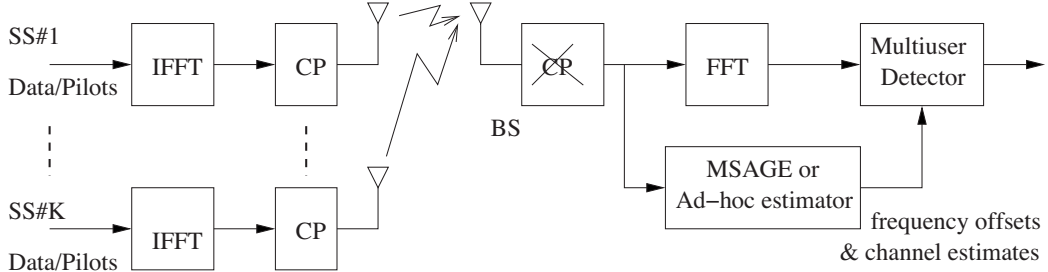 SS#1
Data/Pilots
IFFT
CP
BS
CP
FFT
Multiuser
Detector
MSAGE or
Ad-hoc estimator
frequency offsets
& channel estimates
SS#K
Data/Pilots
IFFT
CP